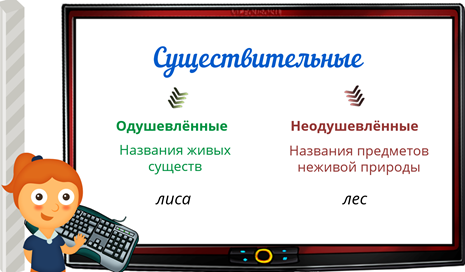 Существительные
Одушевлённые
Неодушевлённые
Названия живых
существ
Названия предметов
неживой природы
лиса
лес